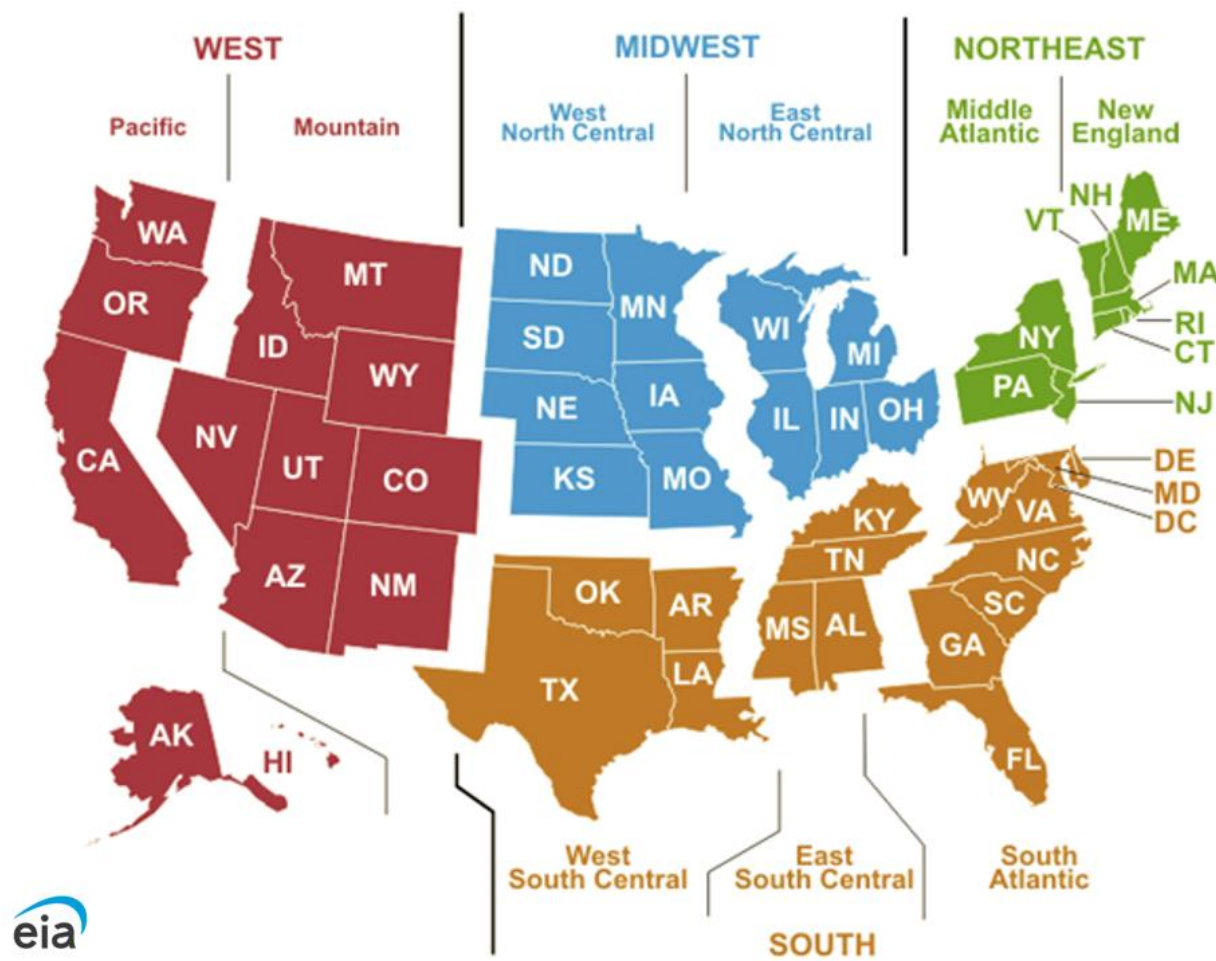 WEST
MIDWEST
NORTHEAST
Pacific
Mountain
West
North Central
East
North Central
Middle
Atlantic
New
England
WA
OR
CA
MT
ID
WY
NV
UT
CO
AZ
NM
AK
HI
ND
SD
NE
KS
MN
IA
MO
WI
MI
IL
IN
OH
NH
VT
ME
MA
RI
CT
NY
PA
NJ
DE
MD
DC
WV
VA
KY
TN
NC
SC
OK
AR
MS
AL
GA
TX
LA
FL
West
South Central
East
South Central
South
Atlantic
SOUTH
eia